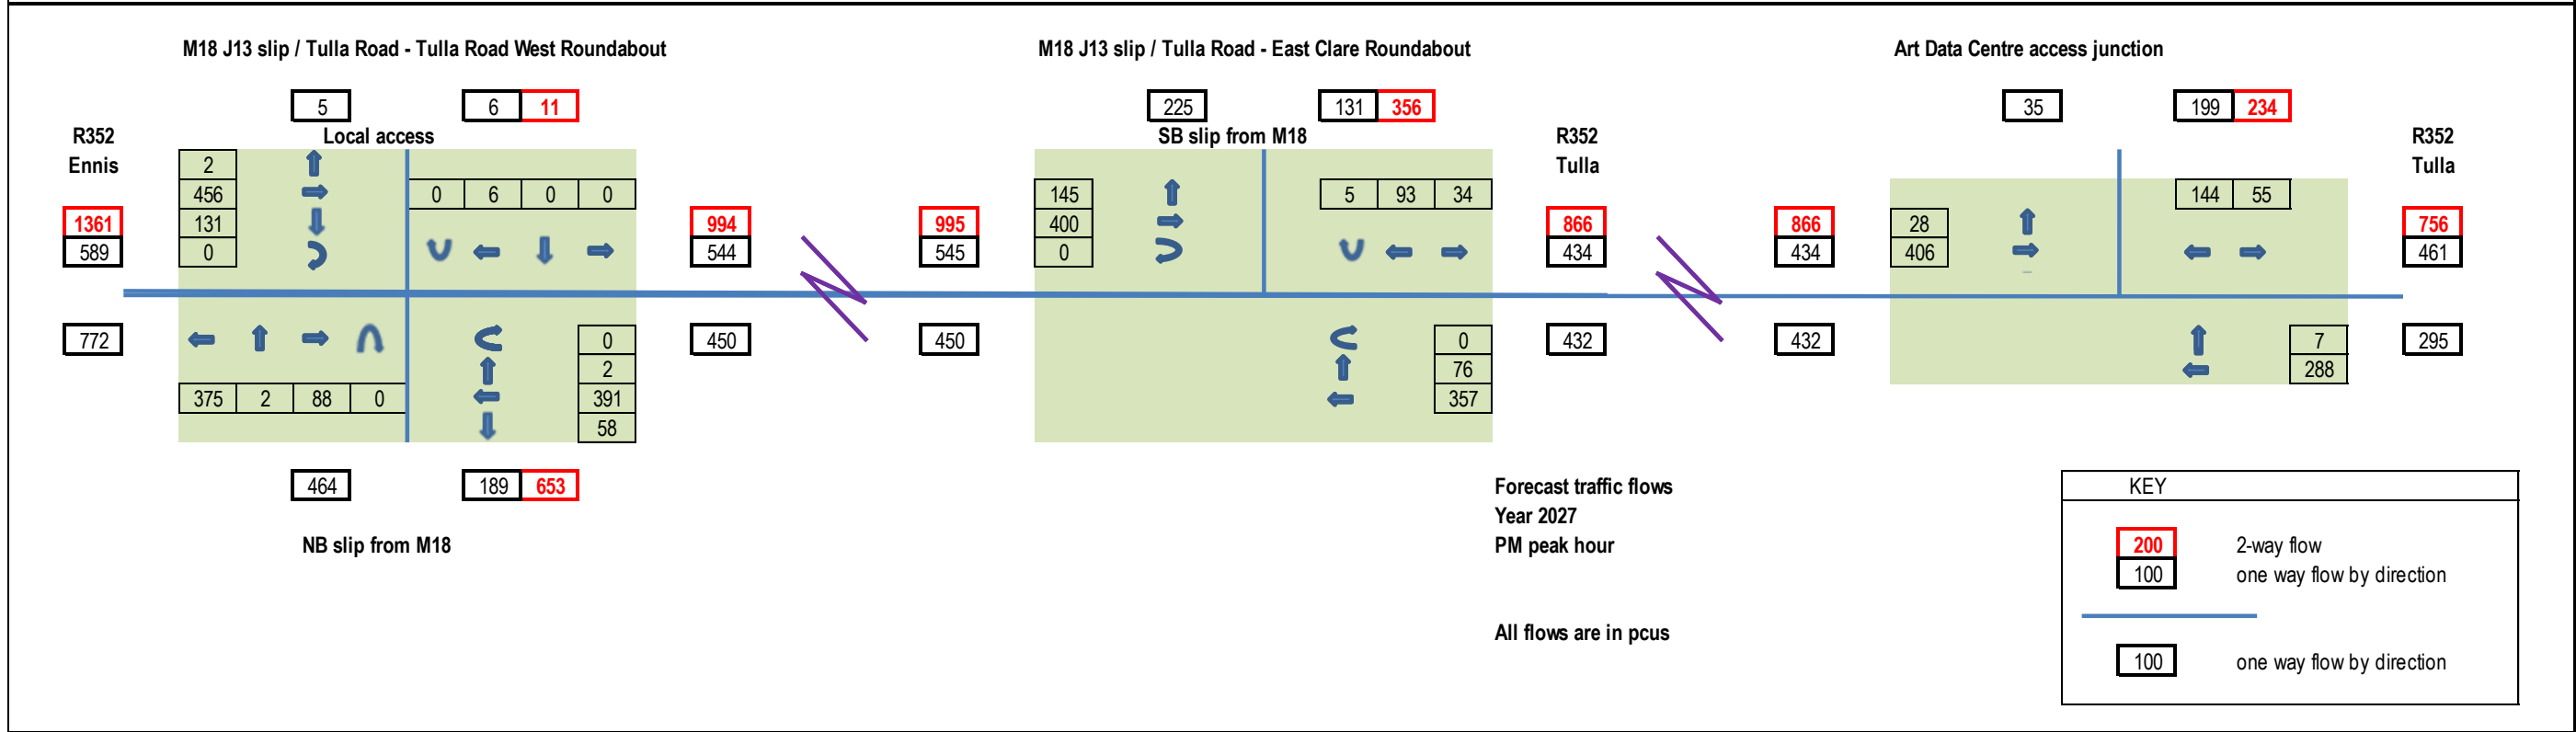 M18 J13 slip / Tulla Road - Tulla Road West Roundabout
M18 J13 slip / Tulla Road - East Clare Roundabout
Art Data Centre access junction
5 6 11 225 131 356 35 199 234
R352 Local access SB slip from M18 R352 R352
Ennis Tulla Tulla
2
456 0 6 0 0 145 5 93 34 144 55
1361 131 994 995 400 866 866 28 756
589 0 544 545 0 434 434 406 461
772 0 450 450 0 432 432 7 295
2 76 288
375 2 88 0 391 357
58
464 189 653 Forecast traffic flows KEY
Year 2027
NB slip from M18 PM peak hour 200 2-way flow
100 one way flow by direction
All flows are in pcus
100 one way flow by direction